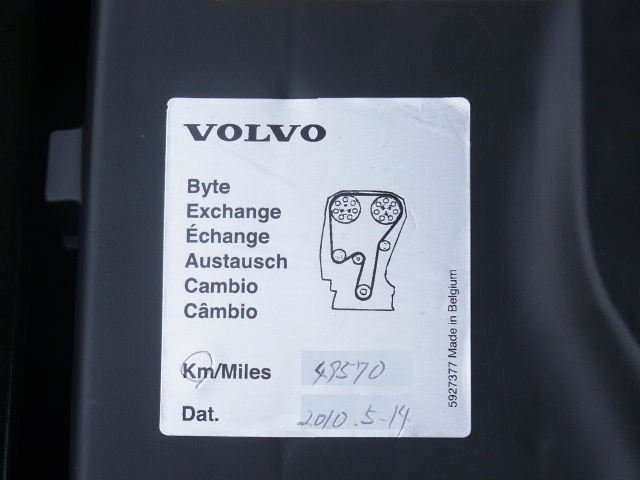 VOLVO
Byte
Exchange
Échange
Austausch
Cambio
Câmbio
Km/Miles 49570
Dat. 2010.5-14
5927377 Made in Belgium